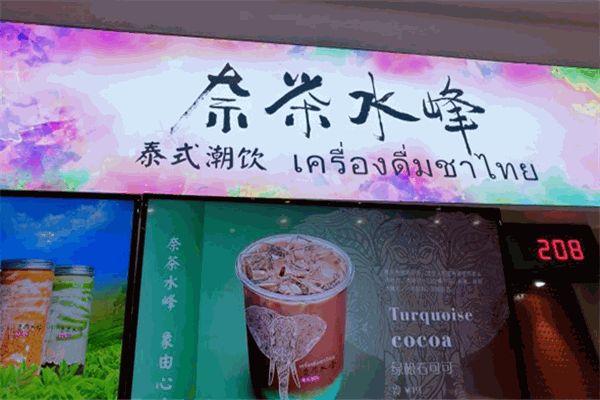 奈茶水峰
泰式潮饮 เครื่องดื่มชาไทย
208
奈茶水峰 象由心
Turquoise
cocoa
绿松石可可